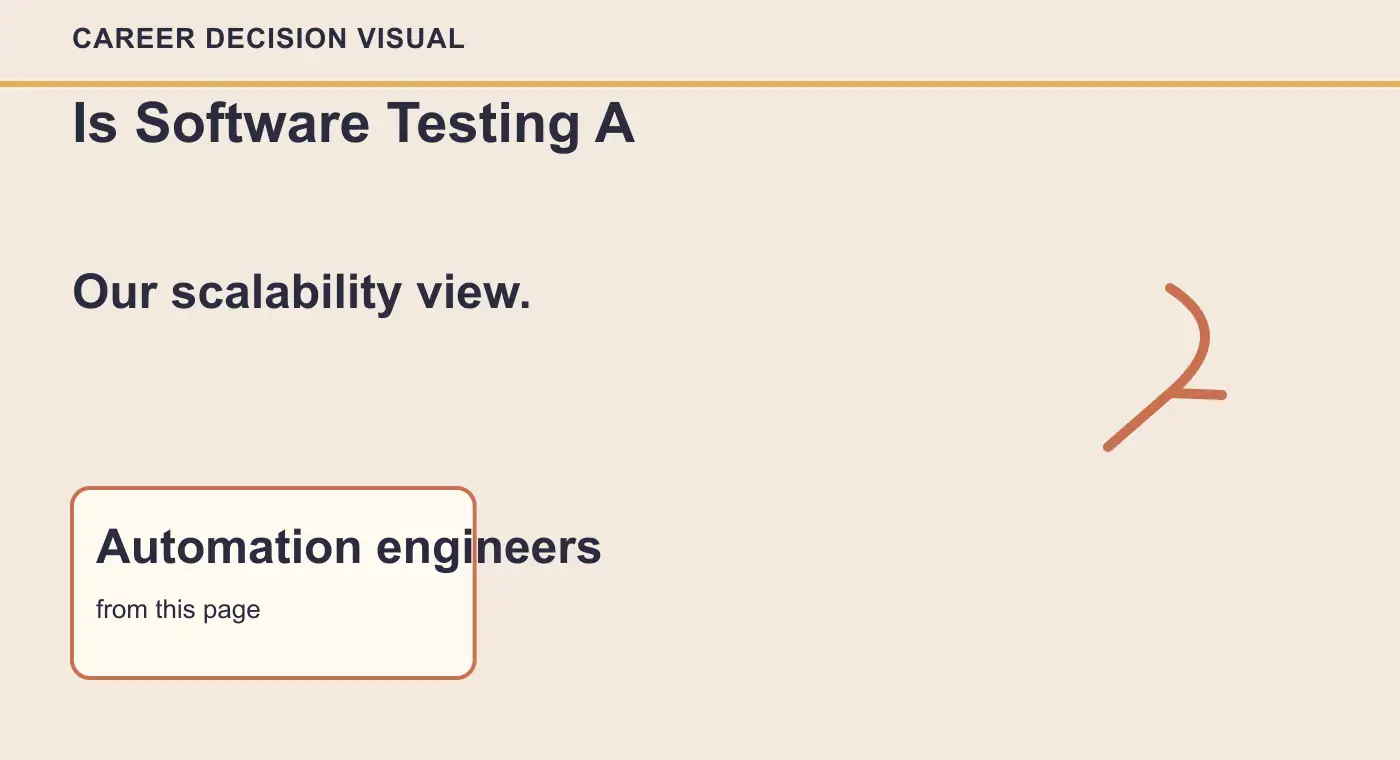 CAREER DECISION VISUAL
Is Software Testing A
Our scalability view.
Automation engineers
from this page